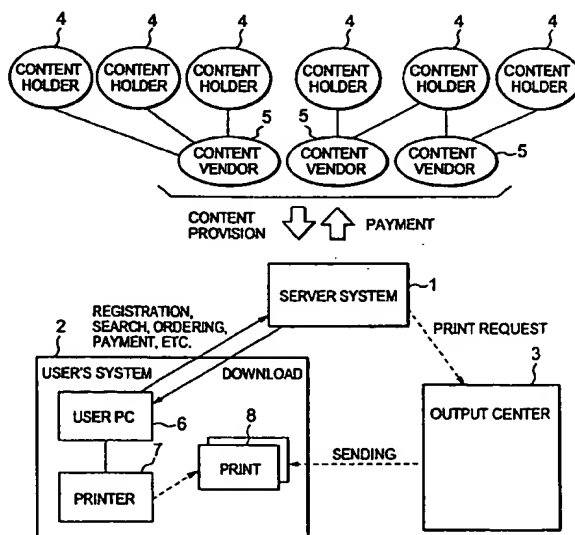 4 4 4 4 4 4
CONTENT HOLDER
CONTENT HOLDER
CONTENT HOLDER
CONTENT HOLDER
CONTENT HOLDER
CONTENT HOLDER
5 5
CONTENT VENDOR
CONTENT VENDOR
CONTENT VENDOR
5
CONTENT
PROVISION
PAYMENT
SERVER SYSTEM
1
REGISTRATION,
SEARCH, ORDERING,
PAYMENT, ETC.
PRINT REQUEST
2
3
USER'S SYSTEM
DOWNLOAD
USER PC
6
8
PRINT
SENDING
OUTPUT CENTER
7
PRINTER